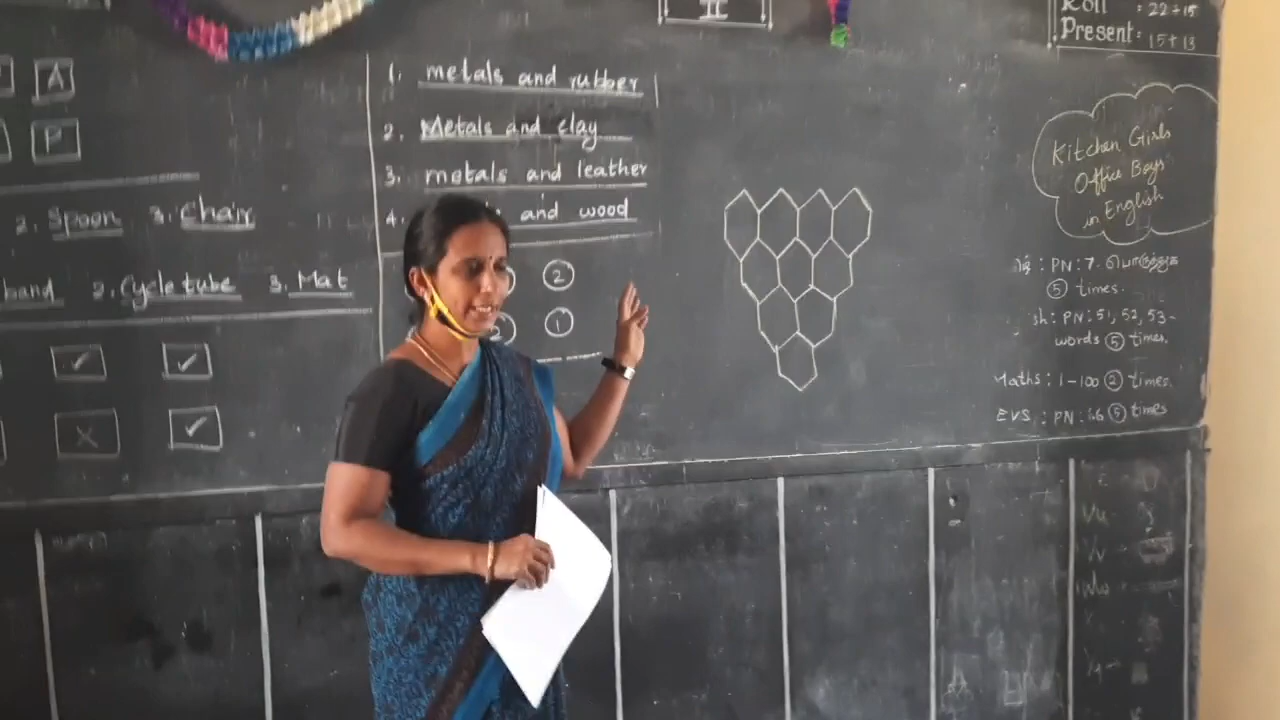 A
P
2. Spoon 3. Chair
band 2. Cycle tube 3. Mat
1. metals and rubber
2. Metals and clay
3. metals and leather
4. and wood
2
2 1
II
Roll : 22+15
Present : 15+13
Kitchen Girls
Office Boys
in English
PN : 7.
5 times.
sh : PN : 51, 52, 53-
words 5 times.
Maths : 1-100 2 times.
EVS : PN : 66 5 times